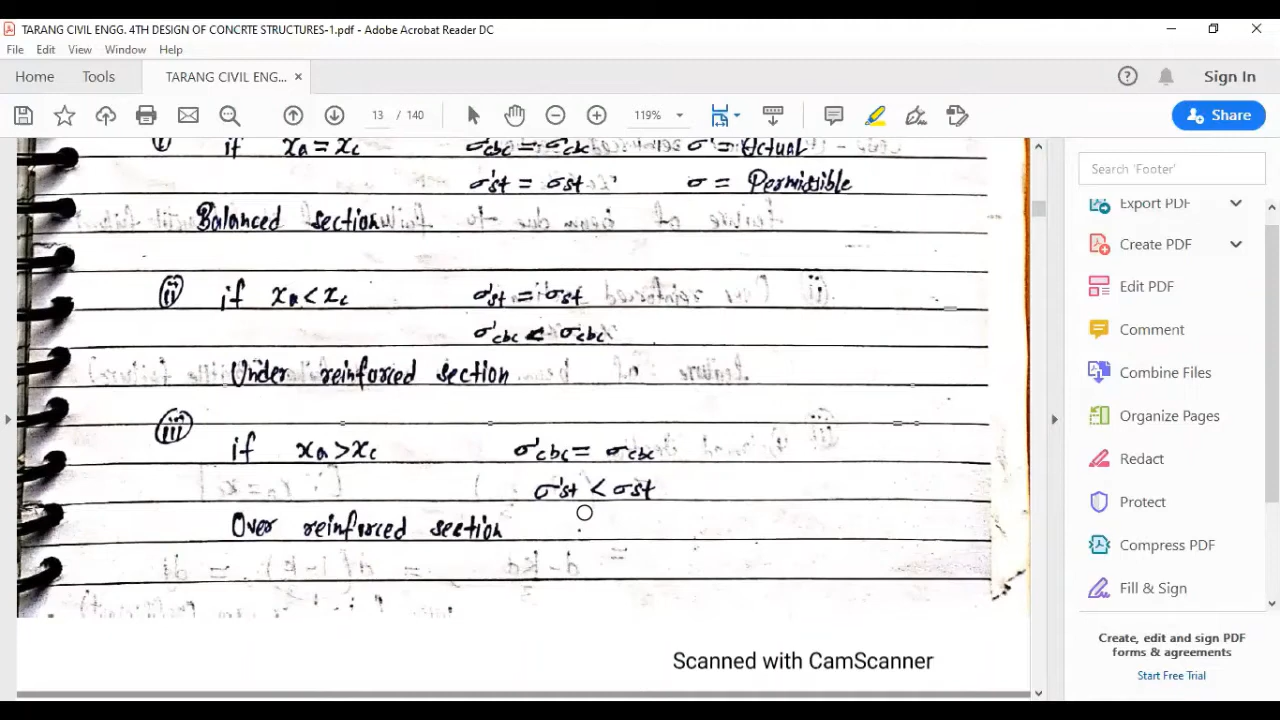 TARANG CIVIL ENGG. 4TH DESIGN OF CONCRTE STRUCTURES-1.pdf - Adobe Acrobat Reader DC
File Edit View Window Help
Home Tools TARANG CIVIL ENG... × Sign In
13 / 140 119% Share
if xa = xc σ'cbc = σcbc σ' = Actual
σ'st = σst σ = Permissible
Balanced section
(ii) if xa < xc σ'st = σst
σ'cbc < σcbc
Under reinforced section
(iii)
if xa > xc σ'cbc = σcbc
σ'st < σst
Over reinforced section
Scanned with CamScanner
Search 'Footer'
Export PDF
Create PDF
Edit PDF
Comment
Combine Files
Organize Pages
Redact
Protect
Compress PDF
Fill & Sign
Create, edit and sign PDF
forms & agreements
Start Free Trial